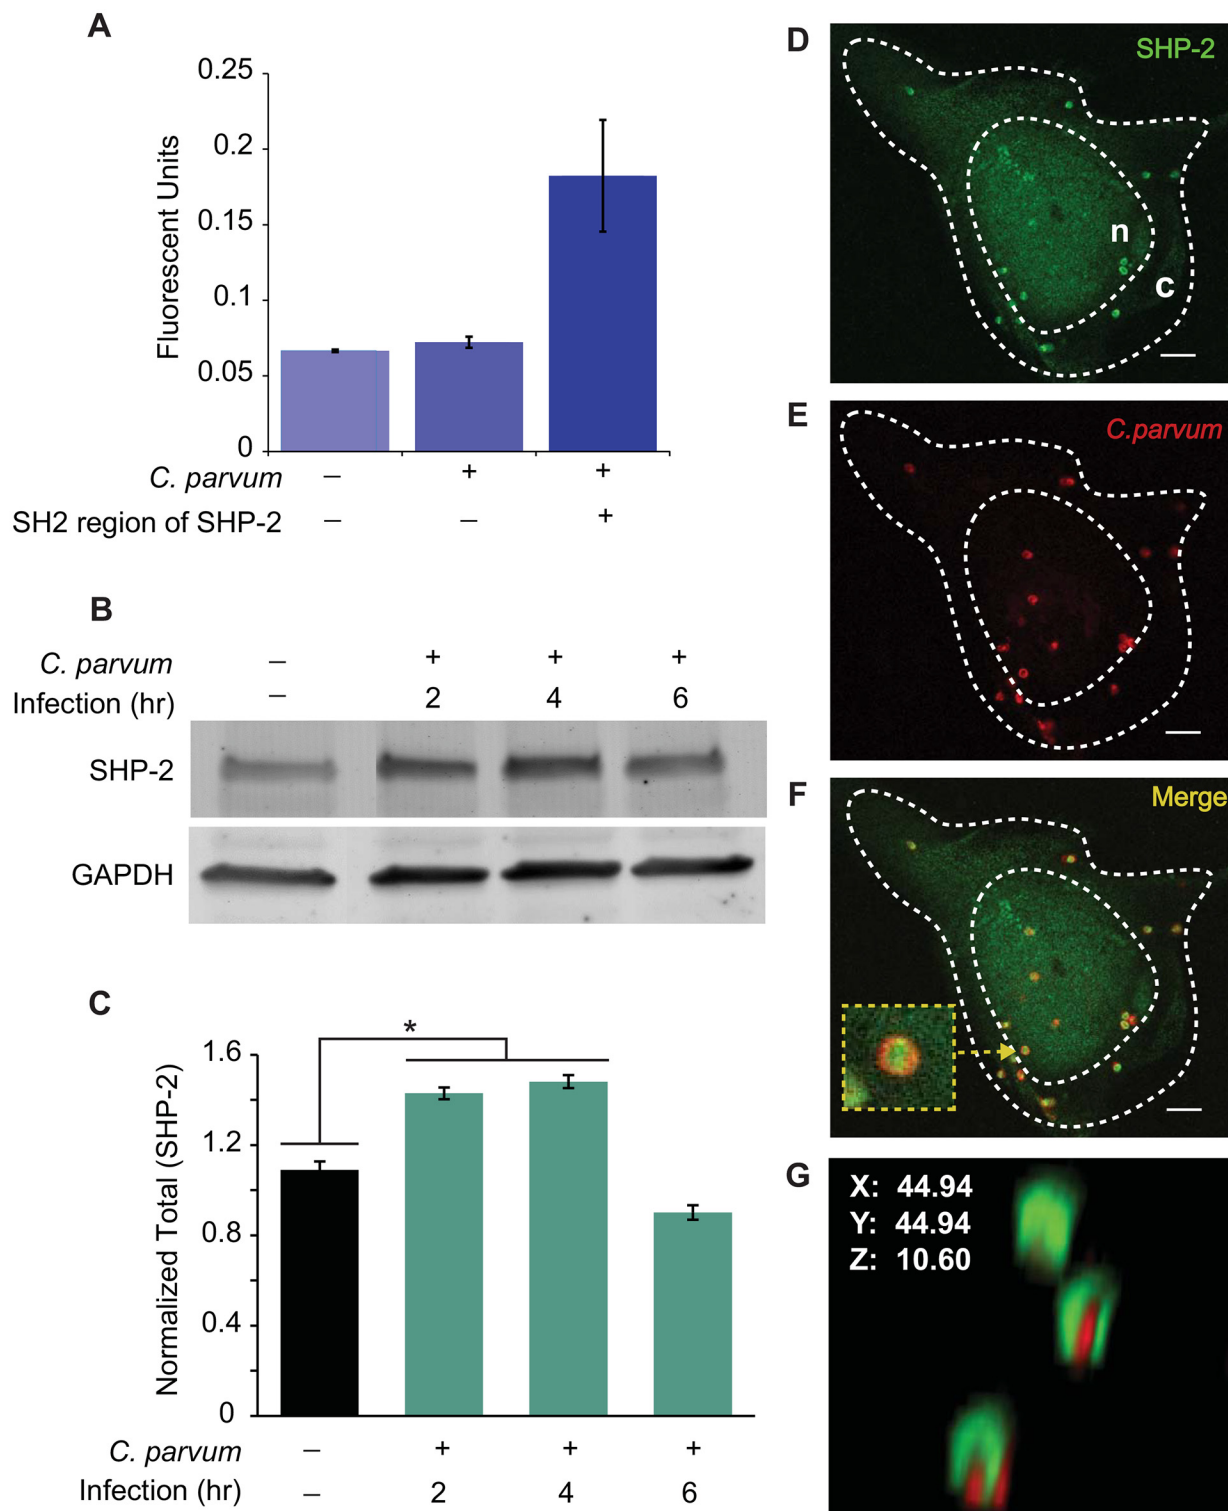 A
0.25
0.2
0.15
0.1
0.05
0
Fluorescent Units
C. parvum − + +
SH2 region of SHP-2 − − +
B
C. parvum − + + +
Infection (hr) − 2 4 6
SHP-2
GAPDH
C
*
1.6
1.2
0.8
0.4
0
Normalized Total (SHP-2)
C. parvum − + + +
Infection (hr) − 2 4 6
D
SHP-2
n
c
E
C.parvum
F
Merge
G
X: 44.94
Y: 44.94
Z: 10.60